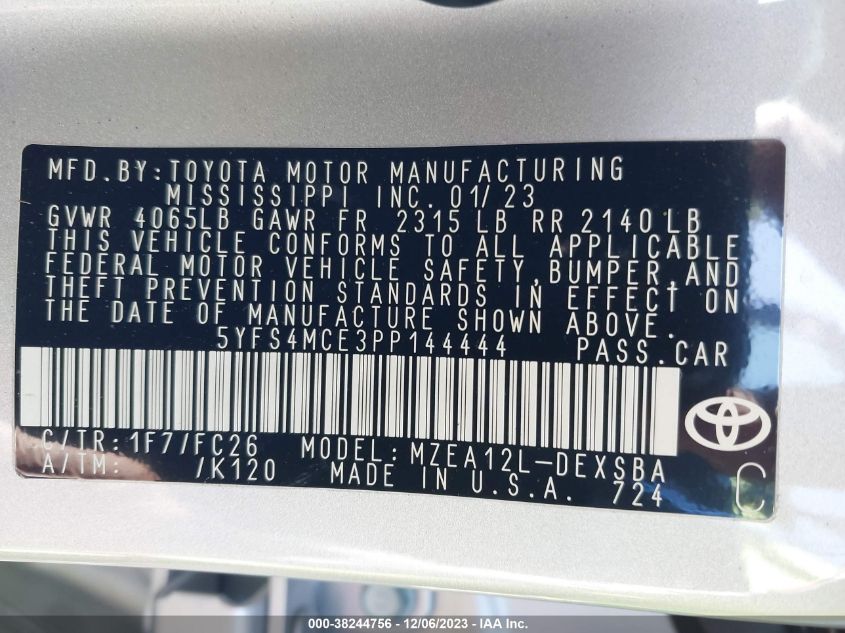 MFD. BY: TOYOTA MOTOR MANUFACTURING
MISSISSIPPI INC. 01/23
GVWR 4065LB GAWR FR 2315 LB RR 2140 LB
THIS VEHICLE CONFORMS TO ALL APPLICABLE
FEDERAL MOTOR VEHICLE SAFETY, BUMPER, AND
THEFT PREVENTION STANDARDS IN EFFECT ON
THE DATE OF MANUFACTURE SHOWN ABOVE.
5YFS4MCE3PP144444 PASS. CAR
C/TR: 1F7/FC26 MODEL: MZEA12L-DEXSBA
A/TM: /K120 MADE IN U.S.A. 724
C
000-38244756 - 12/06/2023 - IAA Inc.